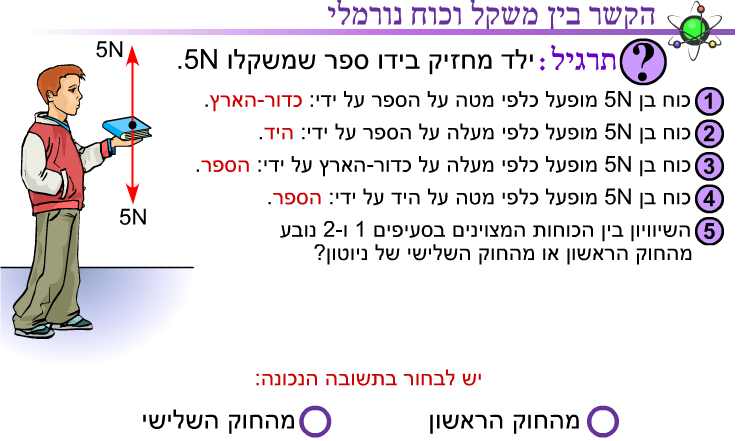 הקשר בין משקל וכוח נורמלי
? תרגיל: ילד מחזיק בידו ספר שמשקלו 5N.
1 כוח בן 5N מופעל כלפי מטה על הספר על ידי: כדור-הארץ.
2 כוח בן 5N מופעל כלפי מעלה על הספר על ידי: היד.
3 כוח בן 5N מופעל כלפי מעלה על כדור-הארץ על ידי: הספר.
4 כוח בן 5N מופעל כלפי מטה על היד על ידי: הספר.
5 השיוויון בין הכוחות המצוינים בסעיפים 1 ו-2 נובע
מהחוק הראשון או מהחוק השלישי של ניוטון?
5N
5N
יש לבחור בתשובה הנכונה:
מהחוק הראשון
מהחוק השלישי